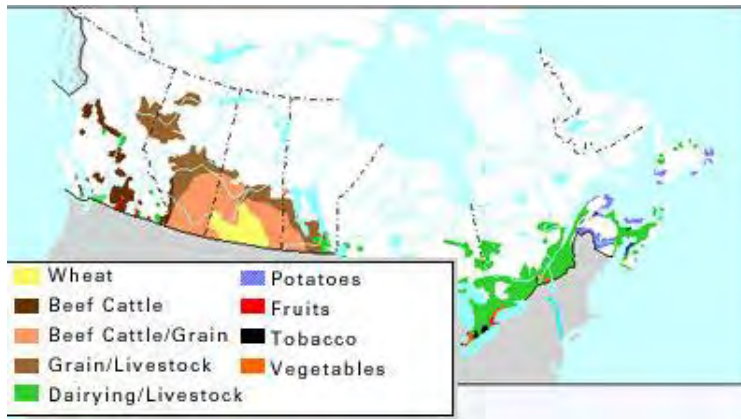 Wheat
Beef Cattle
Beef Cattle/Grain
Grain/Livestock
Dairying/Livestock
Potatoes
Fruits
Tobacco
Vegetables